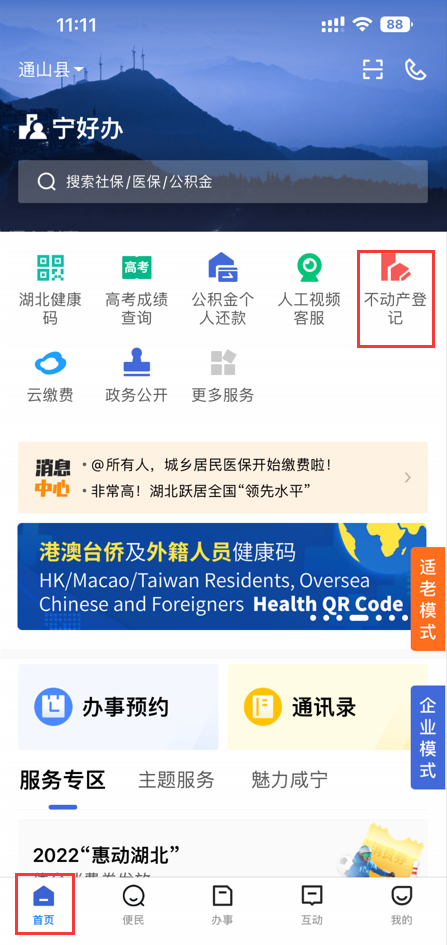 11:11
88
通山县
宁好办
搜索社保/医保/公积金
湖北健康
码
高考
高考成绩
查询
公积金个
人还款
人工视频
客服
不动产登
记
云缴费
政务公开
更多服务
消息
中心
·@所有人，城乡居民医保开始缴费啦！
·非常高！湖北跃居全国“领先水平”
港澳台侨及外籍人员健康码
HK/Macao/Taiwan Residents, Oversea
Chinese and Foreigners Health QR Code
适老模式
企业模式
办事预约
通讯录
服务专区
主题服务
魅力咸宁
2022“惠动湖北”
首页
便民
办事
互动
我的